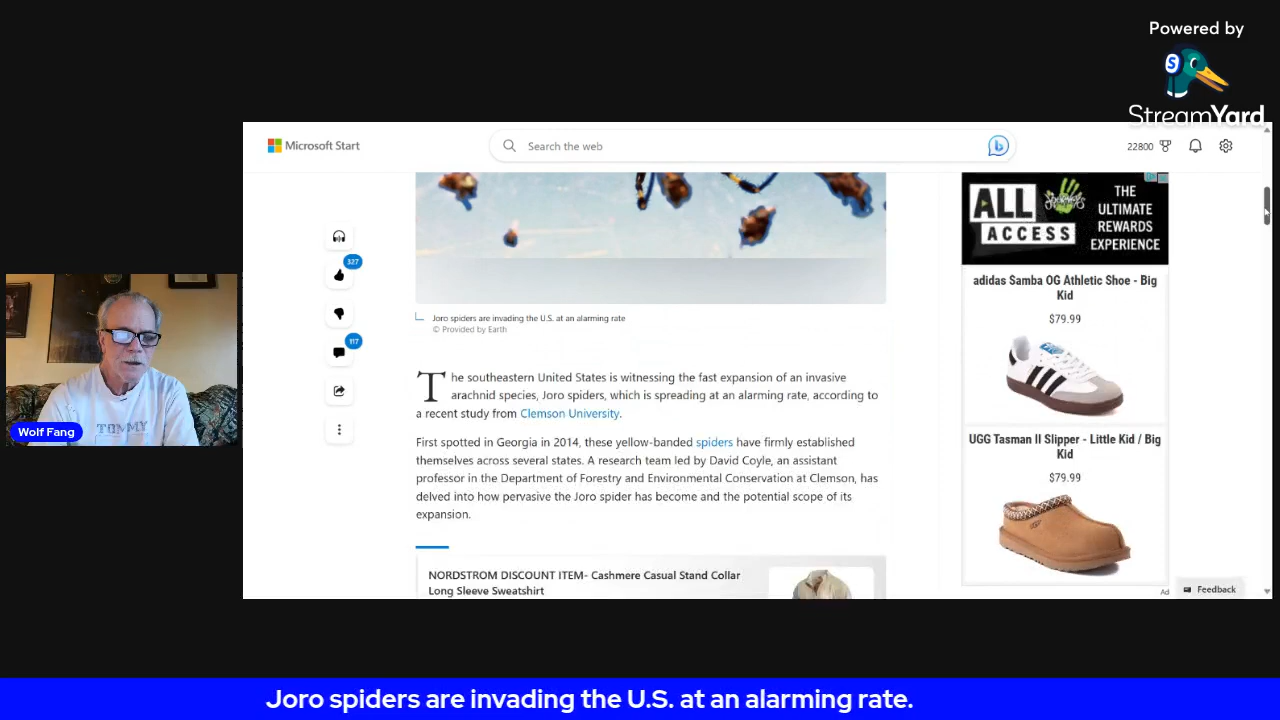 Powered by
StreamYard
Microsoft Start
Search the web
22800
ALL
ACCESS
THE
ULTIMATE
REWARDS
EXPERIENCE
327
117
Joro spiders are invading the U.S. at an alarming rate
© Provided by Earth
The southeastern United States is witnessing the fast expansion of an invasive
arachnid species, Joro spiders, which is spreading at an alarming rate, according to
a recent study from Clemson University.
First spotted in Georgia in 2014, these yellow-banded spiders have firmly established
themselves across several states. A research team led by David Coyle, an assistant
professor in the Department of Forestry and Environmental Conservation at Clemson, has
delved into how pervasive the Joro spider has become and the potential scope of its
expansion.
NORDSTROM DISCOUNT ITEM- Cashmere Casual Stand Collar
Long Sleeve Sweatshirt
adidas Samba OG Athletic Shoe - Big
Kid
$79.99
UGG Tasman II Slipper - Little Kid / Big
Kid
$79.99
Ad
Feedback
TOMMY
Wolf Fang
Joro spiders are invading the U.S. at an alarming rate.